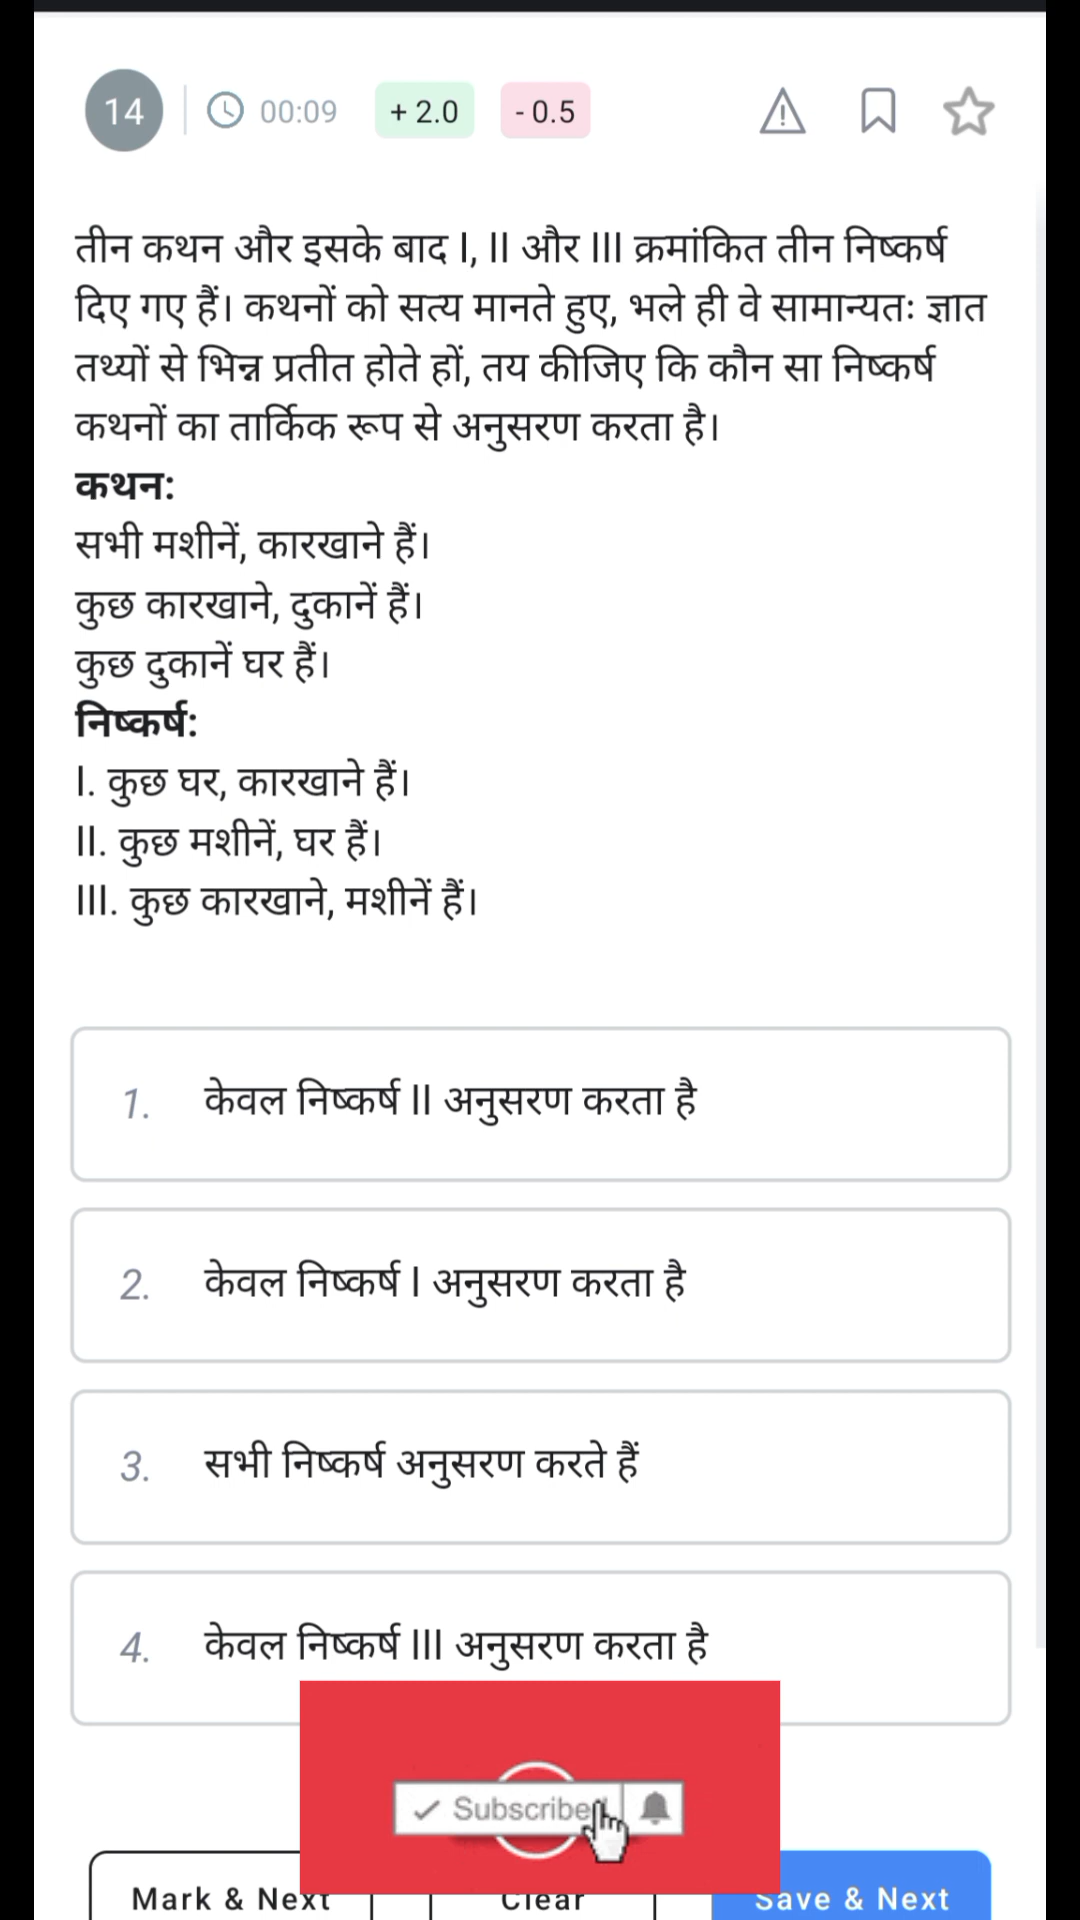 14 00:09 + 2.0 - 0.5
तीन कथन और इसके बाद I, II और III क्रमांकित तीन निष्कर्ष
दिए गए हैं। कथनों को सत्य मानते हुए, भले ही वे सामान्यतः ज्ञात
तथ्यों से भिन्न प्रतीत होते हों, तय कीजिए कि कौन सा निष्कर्ष
कथनों का तार्किक रूप से अनुसरण करता है।
कथन:
सभी मशीनें, कारखाने हैं।
कुछ कारखाने, दुकानें हैं।
कुछ दुकानें घर हैं।
निष्कर्ष:
I. कुछ घर, कारखाने हैं।
II. कुछ मशीनें, घर हैं।
III. कुछ कारखाने, मशीनें हैं।
1. केवल निष्कर्ष II अनुसरण करता है
2. केवल निष्कर्ष I अनुसरण करता है
3. सभी निष्कर्ष अनुसरण करते हैं
4. केवल निष्कर्ष III अनुसरण करता है
Subscribed
Mark & Next Clear Save & Next